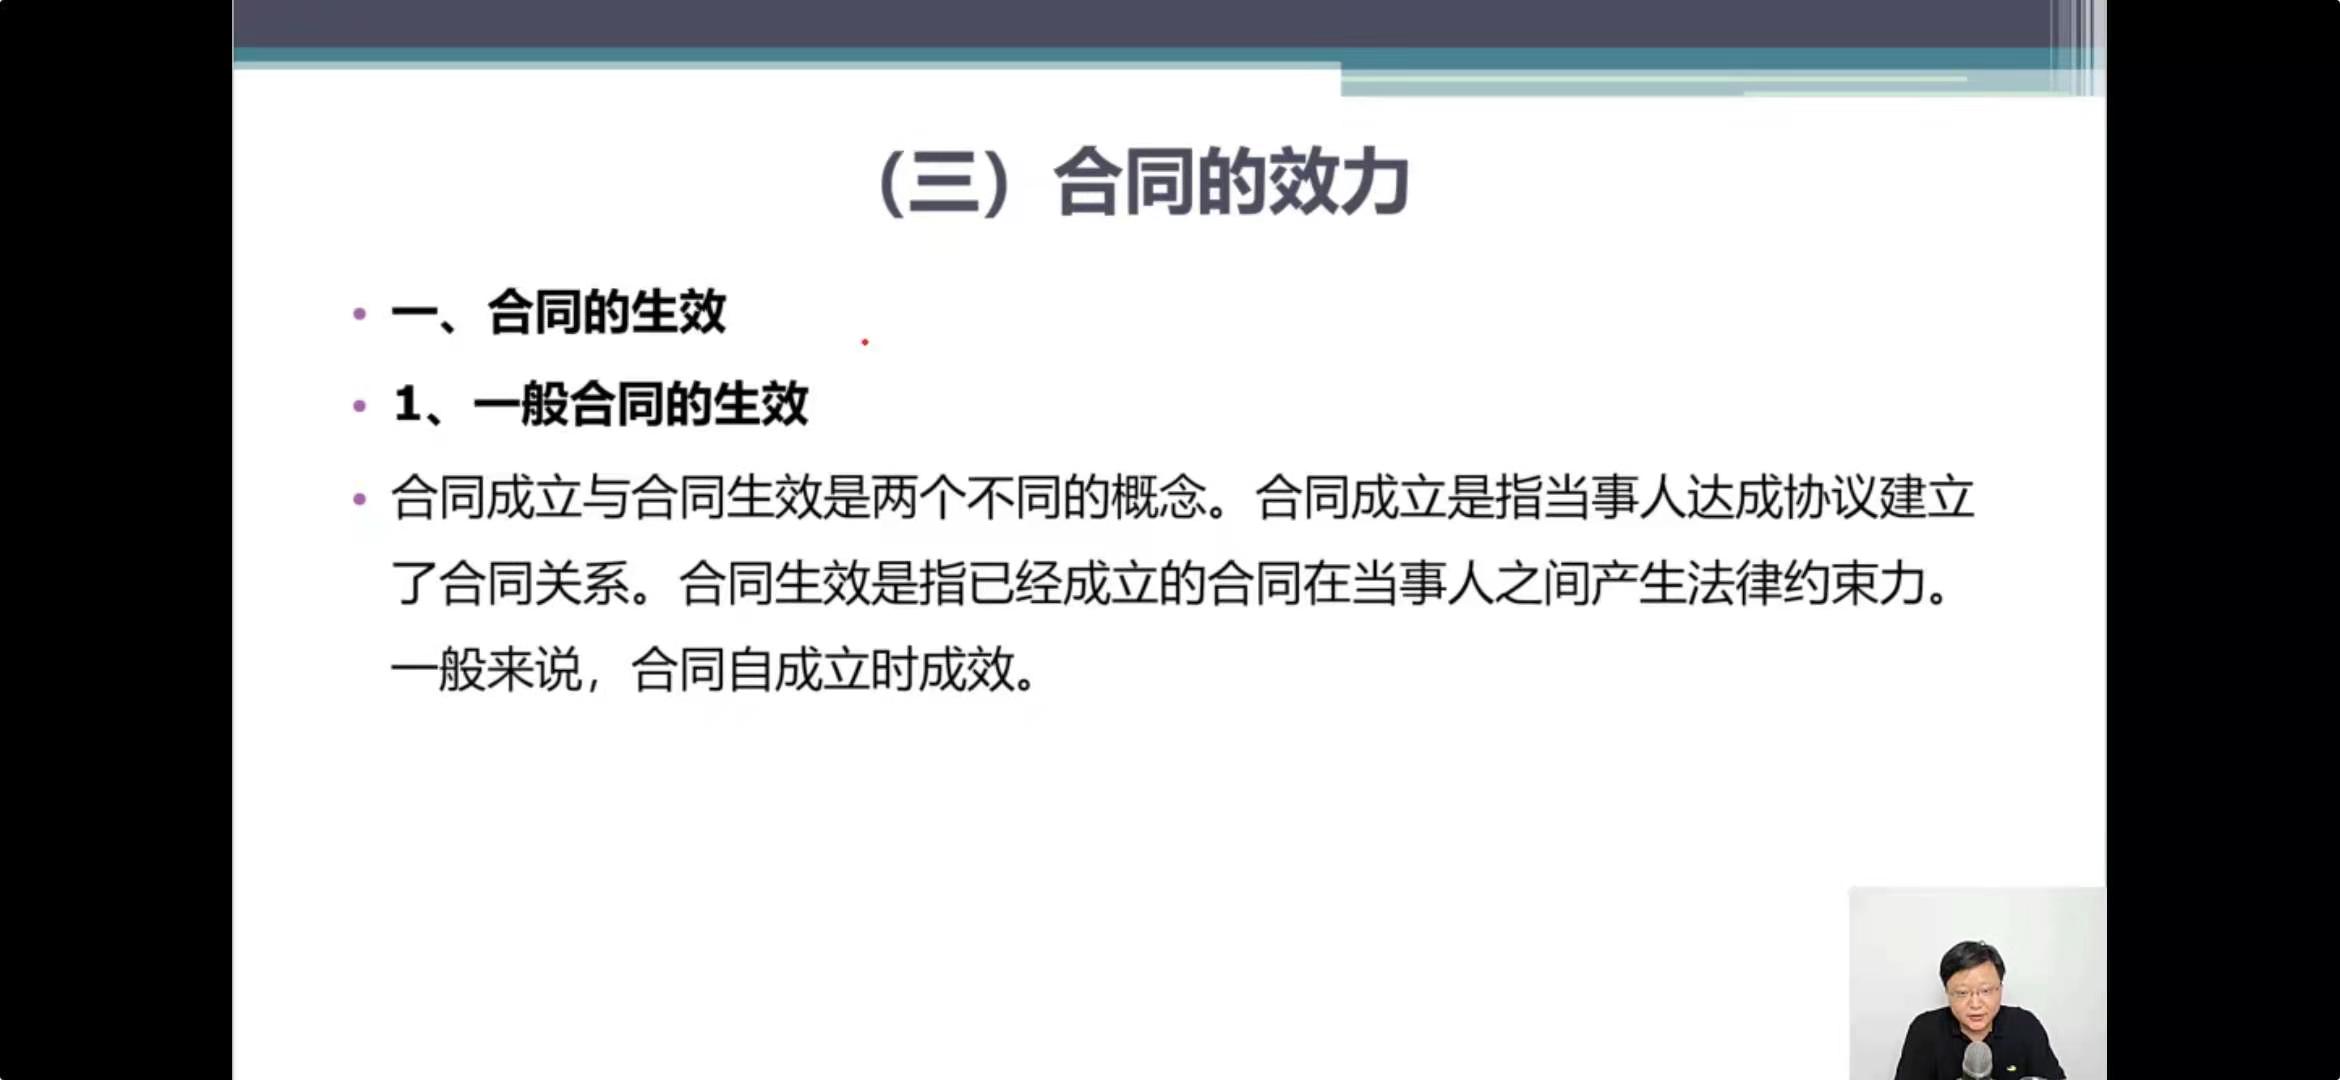 （三）合同的效力
一、合同的生效
1、一般合同的生效
合同成立与合同生效是两个不同的概念。合同成立是指当事人达成协议建立
了合同关系。合同生效是指已经成立的合同在当事人之间产生法律约束力。
一般来说，合同自成立时成效。